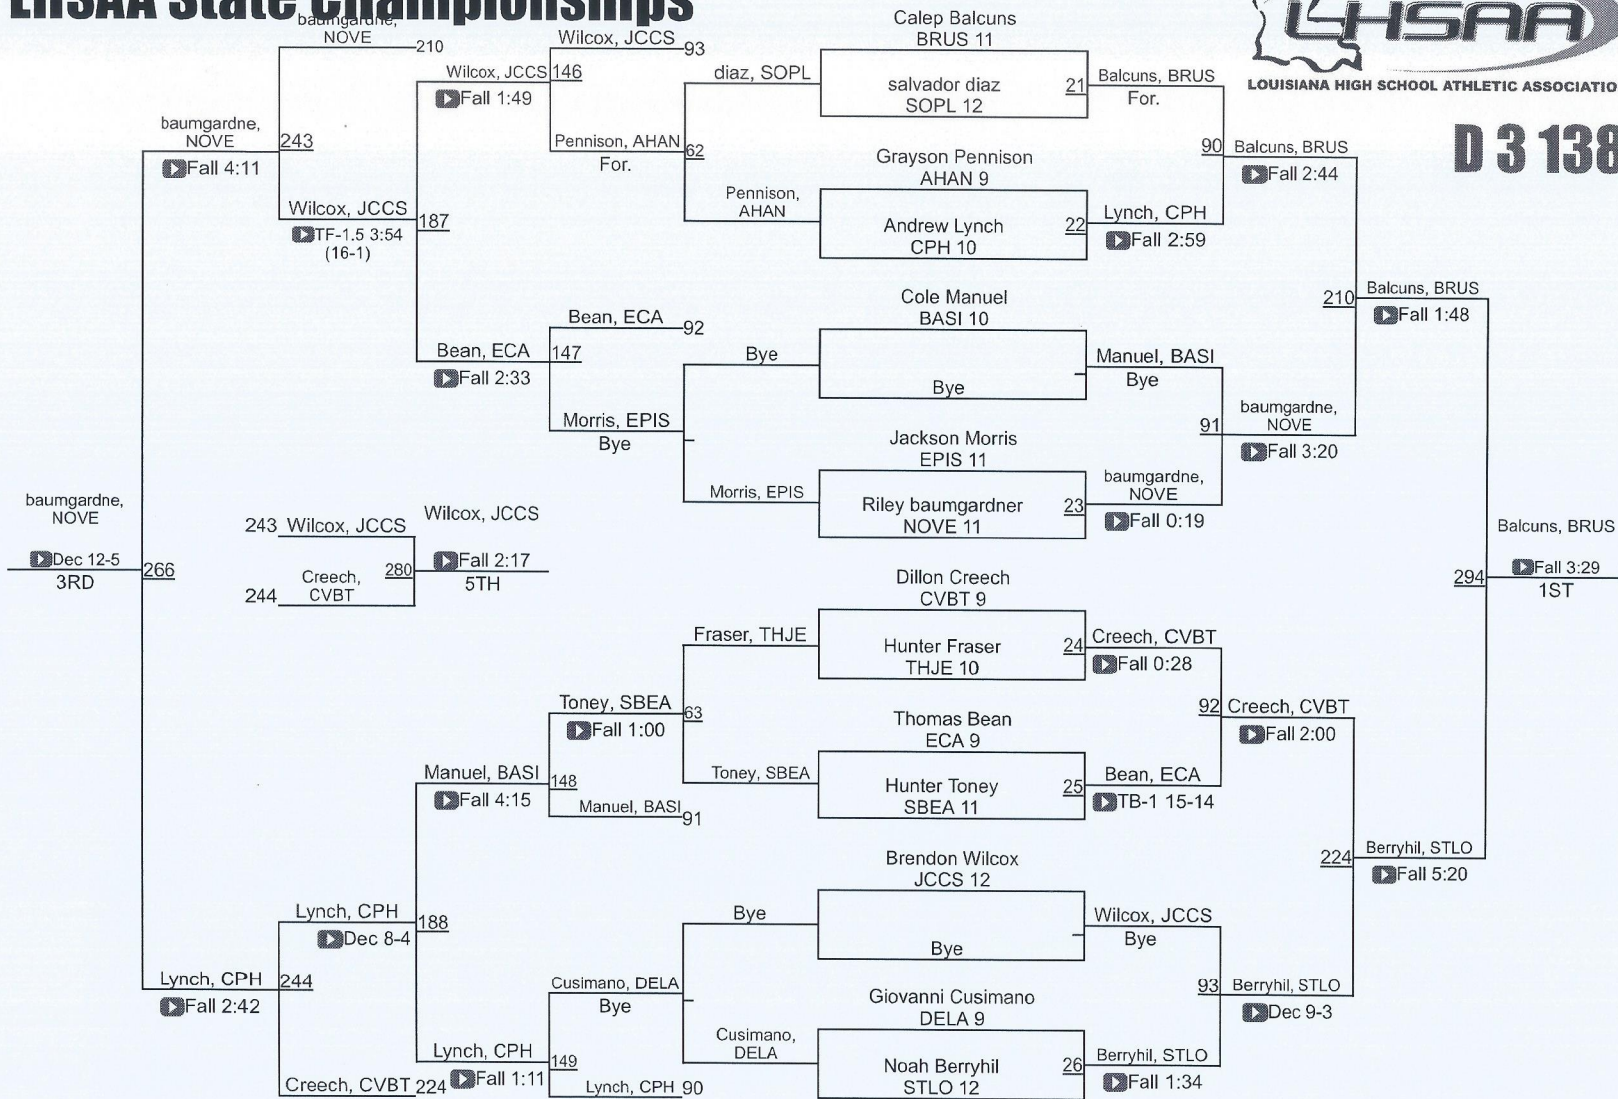 LHSAA State Championships
LHSAA
LOUISIANA HIGH SCHOOL ATHLETIC ASSOCIATIO
D 3 138
baumgardne,
NOVE
210
baumgardne,
NOVE
243
Fall 4:11
Wilcox, JCCS
TF-1.5 3:54
(16-1)
187
Wilcox, JCCS
146
Fall 1:49
Wilcox, JCCS
93
Pennison, AHAN
62
For.
diaz, SOPL
Pennison,
AHAN
Bean, ECA
147
Fall 2:33
Bean, ECA
92
Morris, EPIS
Bye
Bye
Morris, EPIS
Calep Balcuns
BRUS 11
salvador diaz
SOPL 12
21
Grayson Pennison
AHAN 9
Andrew Lynch
CPH 10
22
Cole Manuel
BASI 10
Bye
Jackson Morris
EPIS 11
Riley baumgardner
NOVE 11
23
Balcuns, BRUS
For.
90
Lynch, CPH
Fall 2:59
Balcuns, BRUS
Fall 2:44
Manuel, BASI
Bye
91
baumgardne,
NOVE
Fall 0:19
baumgardne,
NOVE
Fall 3:20
210
Balcuns, BRUS
Fall 1:48
baumgardne,
NOVE
Dec 12-5
3RD
266
243 Wilcox, JCCS
244
Creech,
CVBT
280
Wilcox, JCCS
Fall 2:17
5TH
Balcuns, BRUS
294
Fall 3:29
1ST
Dillon Creech
CVBT 9
Hunter Fraser
THJE 10
24
Thomas Bean
ECA 9
Hunter Toney
SBEA 11
25
Brendon Wilcox
JCCS 12
Bye
Giovanni Cusimano
DELA 9
Noah Berryhil
STLO 12
26
Fraser, THJE
Toney, SBEA
63
Fall 1:00
Toney, SBEA
Manuel, BASI
148
Fall 4:15
Manuel, BASI
91
Creech, CVBT
Fall 0:28
92
Bean, ECA
TB-1 15-14
Creech, CVBT
Fall 2:00
224
Berryhil, STLO
Fall 5:20
Wilcox, JCCS
Bye
93
Berryhil, STLO
Fall 1:34
Berryhil, STLO
Dec 9-3
Bye
Cusimano, DELA
Bye
Cusimano,
DELA
Lynch, CPH
188
Dec 8-4
Lynch, CPH
244
Fall 2:42
Lynch, CPH
149
Fall 1:11
Lynch, CPH 90
Creech, CVBT 224